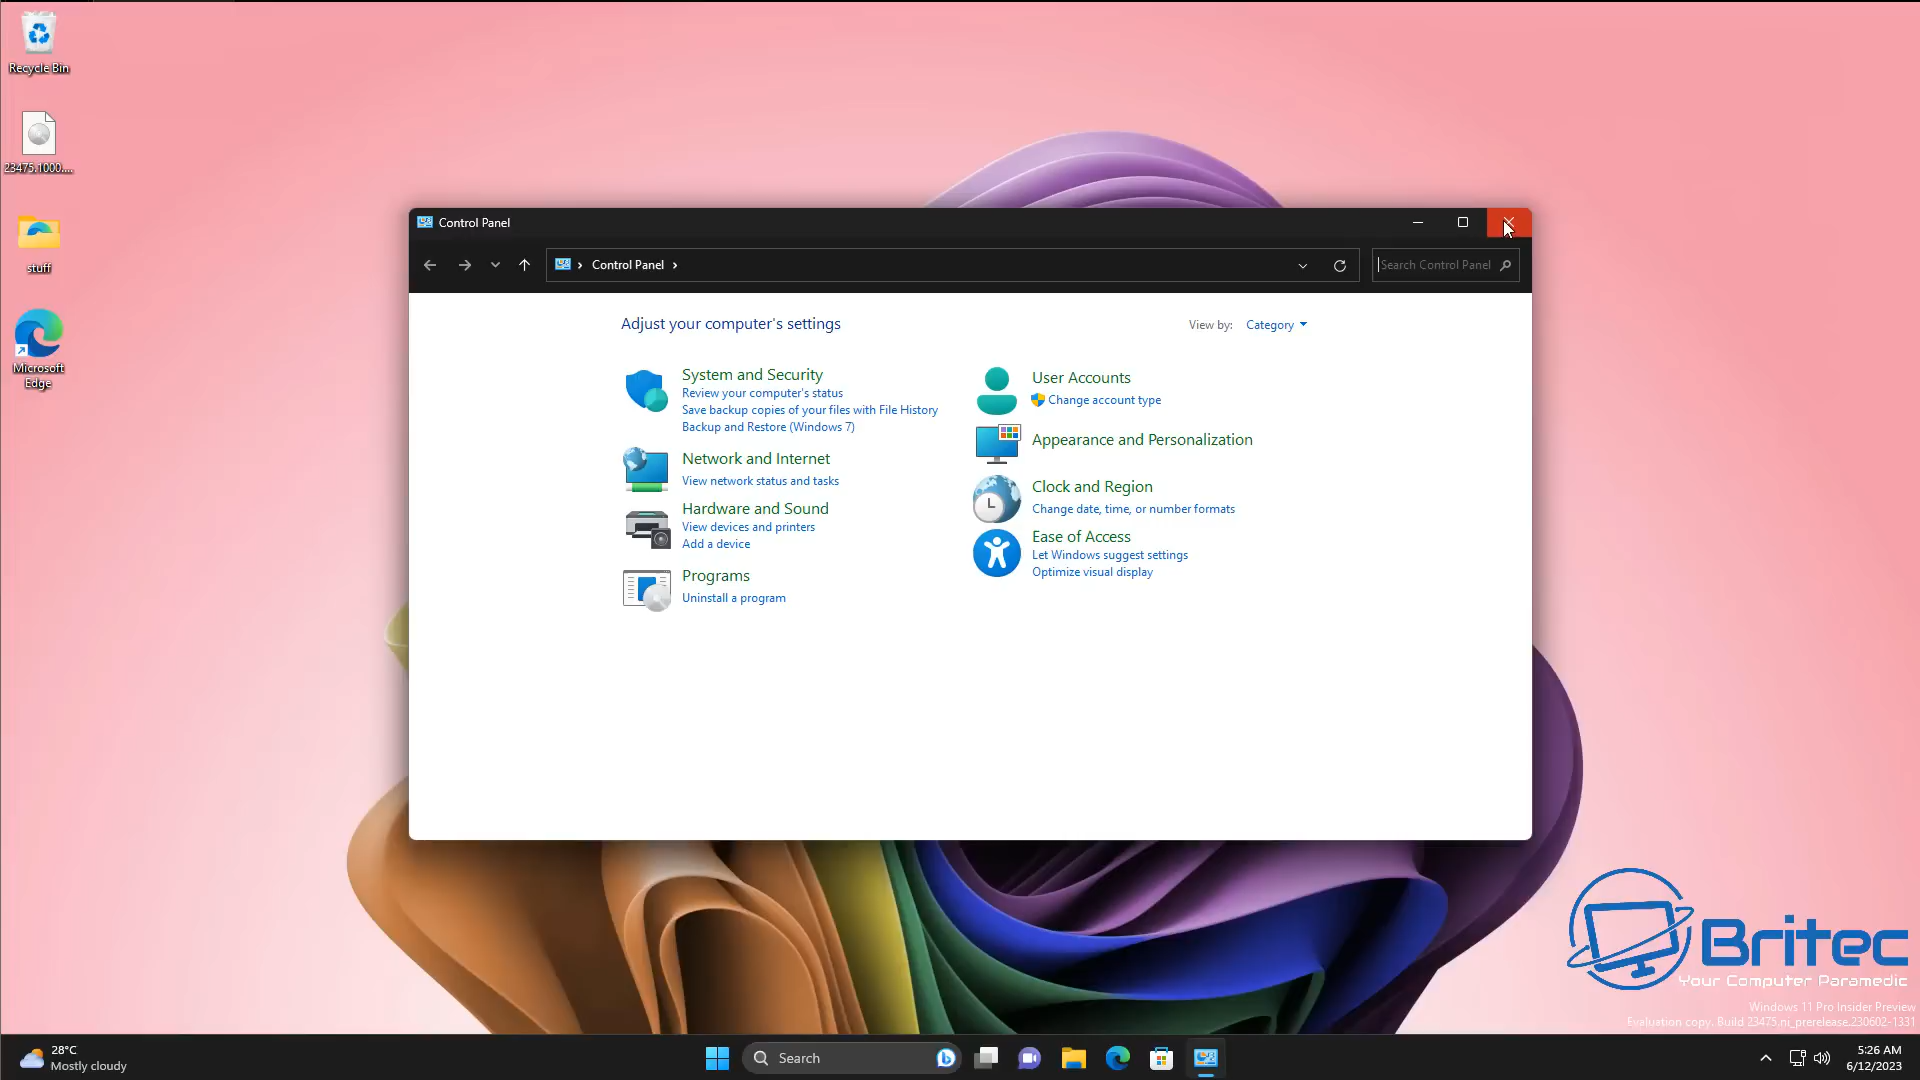 Recycle Bin
23475.1000....
stuff
Microsoft
Edge
Control Panel
Control Panel
Search Control Panel
Adjust your computer's settings
View by: Category
System and Security
Review your computer's status
Save backup copies of your files with File History
Backup and Restore (Windows 7)
Network and Internet
View network status and tasks
Hardware and Sound
View devices and printers
Add a device
Programs
Uninstall a program
User Accounts
Change account type
Appearance and Personalization
Clock and Region
Change date, time, or number formats
Ease of Access
Let Windows suggest settings
Optimize visual display
Britec
Your Computer Paramedic
Windows 11 Pro Insider Preview
Evaluation copy. Build 23475.ni_prerelease.230602-1331
28°C
Mostly cloudy
Search
5:26 AM
6/12/2023